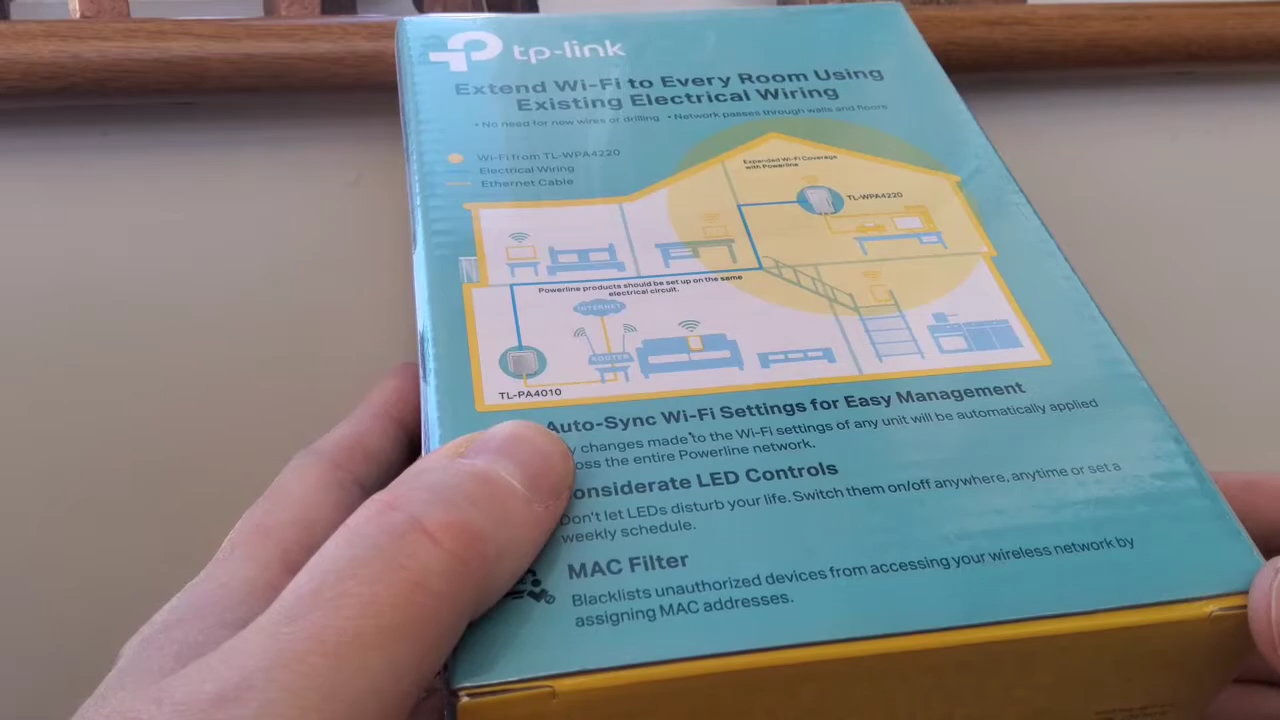 tp-link
Extend Wi-Fi to Every Room Using
Existing Electrical Wiring
• No need for new wires or drilling • Network passes through walls and floors
Wi-Fi from TL-WPA4220
Electrical Wiring
Ethernet Cable
Expanded Wi-Fi Coverage
with Powerline
TL-WPA4220
Powerline products should be set up on the same
electrical circuit.
INTERNET
ROUTER
TL-PA4010
Auto-Sync Wi-Fi Settings for Easy Management
changes made to the Wi-Fi settings of any unit will be automatically applied
the entire Powerline network.
LED Controls
Don't let LEDs disturb your life. Switch them on/off anywhere, anytime or set a
weekly schedule.
MAC Filter
Blacklists unauthorized devices from accessing your wireless network by
assigning MAC addresses.